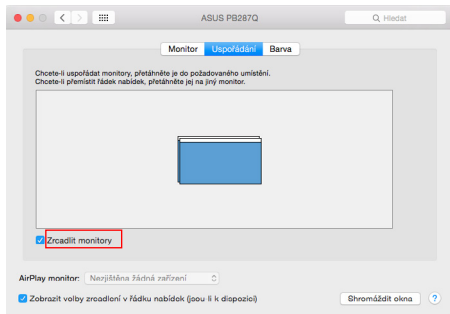 ASUS PB287Q
Hledat
Monitor Uspořádání Barva
Chcete-li uspořádat monitory, přetáhněte je do požadovaného umístění.
Chcete-li přemístit řádek nabídek, přetáhněte jej na jiný monitor.
Zrcadlit monitory
AirPlay monitor: Nezjištěna žádná zařízení
Zobrazit volby zrcadlení v řádku nabídek (jsou-li k dispozici)
Shromáždit okna ?